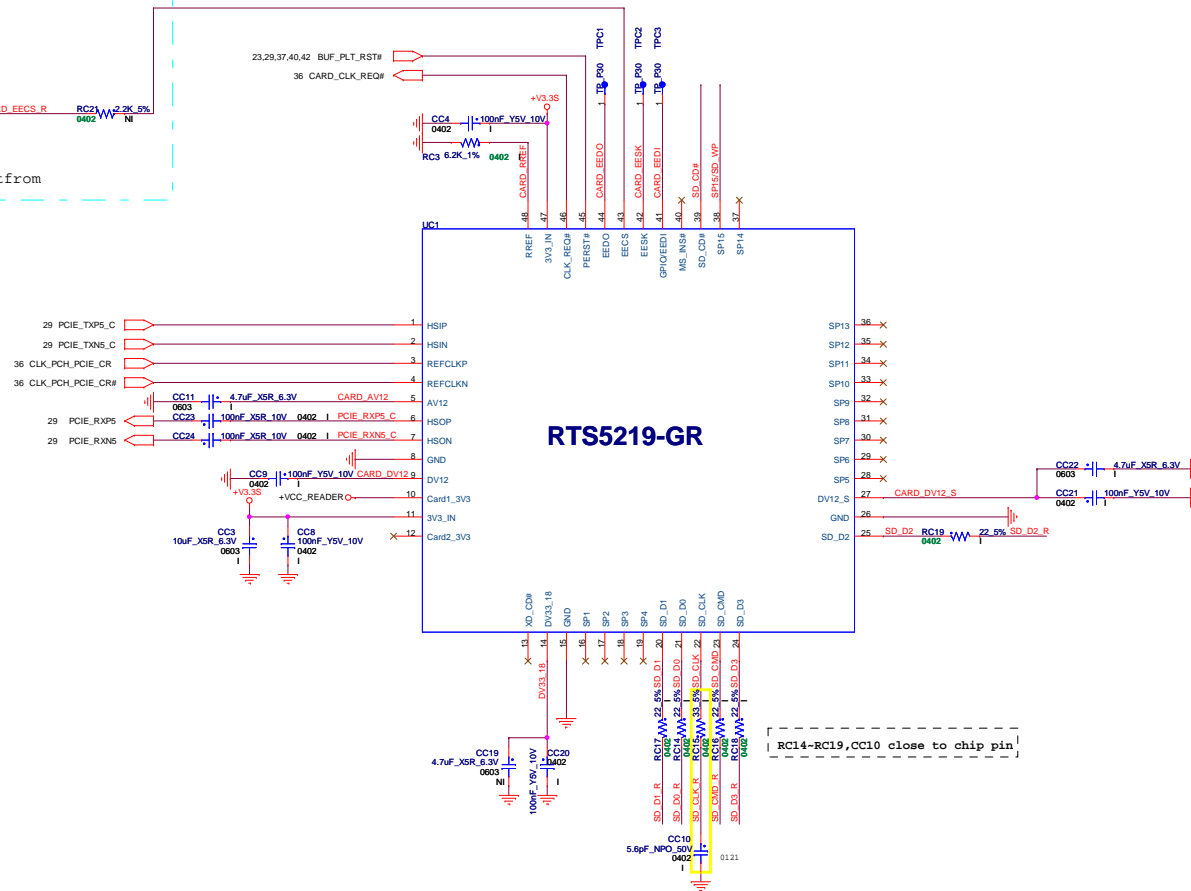 23,29,37,40,42 BUF_PLT_RST#
36 CARD_CLK_REQ#
TPC1
TPC2
TPC3
TP_P30
TP_P30
TP_P30
1
1
1
+V3.3S
RC21 2.2K_5%
0402 NI
CC4 100nF_Y5V_10V
0402 I
RC3 6.2K_1% 0402 I
tfrom
CARD_RREF
CARD_EEDO
CARD_EESK
CARD_EEDI
SD_CD#
SP15/SD_WP
48
47
46
45
44
43
42
41
40
39
38
37
UC1
RREF
3V3_IN
CLK_REQ#
PERST#
EEDO
EECS
EESK
GPIO/EEDI
MS_INS#
SD_CD#
SP15
SP14
29 PCIE_TXP5_C 1 HSIP
29 PCIE_TXN5_C 2 HSIN
36 CLK_PCH_PCIE_CR 3 REFCLKP
36 CLK_PCH_PCIE_CR# 4 REFCLKN
CC11 4.7uF_X5R_6.3V CARD_AV12 5 AV12
0603 I
29 PCIE_RXP5 CC23 100nF_X5R_10V 0402 I PCIE_RXP5_C 6 HSOP
29 PCIE_RXN5 CC24 100nF_X5R_10V 0402 I PCIE_RXN5_C 7 HSON
8 GND
CC9 100nF_Y5V_10V CARD_DV12 9 DV12
0402 I
+V3.3S
+VCC_READER 10 Card1_3V3
11 3V3_IN
12 Card2_3V3
CC3
10uF_X5R_6.3V
0603
I
CC8
100nF_Y5V_10V
0402
I
RTS5219-GR
SP13 36
SP12 35
SP11 34
SP10 33
SP9 32
SP8 31
SP7 30
SP6 29
SP5 28
DV12_S 27 CARD_DV12_S
GND 26
SD_D2 25 SD_D2 RC19 22_5% SD_D2_R
0402 I
CC22 4.7uF_X5R_6.3V
0603 I
CC21 100nF_Y5V_10V
0402 I
XD_CD#
DV33_18
GND
SP1
SP2
SP3
SP4
SD_D1
SD_D0
SD_CLK
SD_CMD
SD_D3
13
14
15
16
17
18
19
20
21
22
23
24
DV33_18
SD_D1
SD_D0
SD_CLK
SD_CMD
SD_D3
RC17 22_5% 0402 I
RC14 22_5% 0402 I
RC15 33_5% 0402 I
RC16 22_5% 0402 I
RC18 22_5% 0402 I
SD_D1_R
SD_D0_R
SD_CLK_R
SD_CMD_R
SD_D3_R
CC19
4.7uF_X5R_6.3V
0603
NI
CC20
0402
100nF_Y5V_10V
I
RC14~RC19,CC10 close to chip pin
CC10
5.6pF_NPO_50V
0402
I
0121